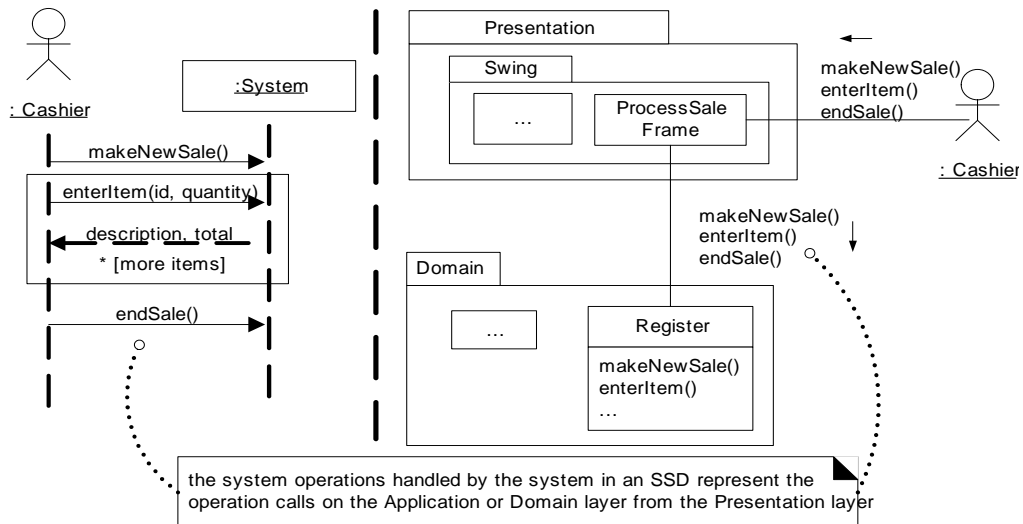 : Cashier
:System
makeNewSale()
enterItem(id, quantity)
description, total
* [more items]
endSale()
Presentation
Swing
...
ProcessSale
Frame
makeNewSale()
enterItem()
endSale()
: Cashier
makeNewSale()
enterItem()
endSale()
Domain
...
Register
makeNewSale()
enterItem()
...
the system operations handled by the system in an SSD represent the
operation calls on the Application or Domain layer from the Presentation layer